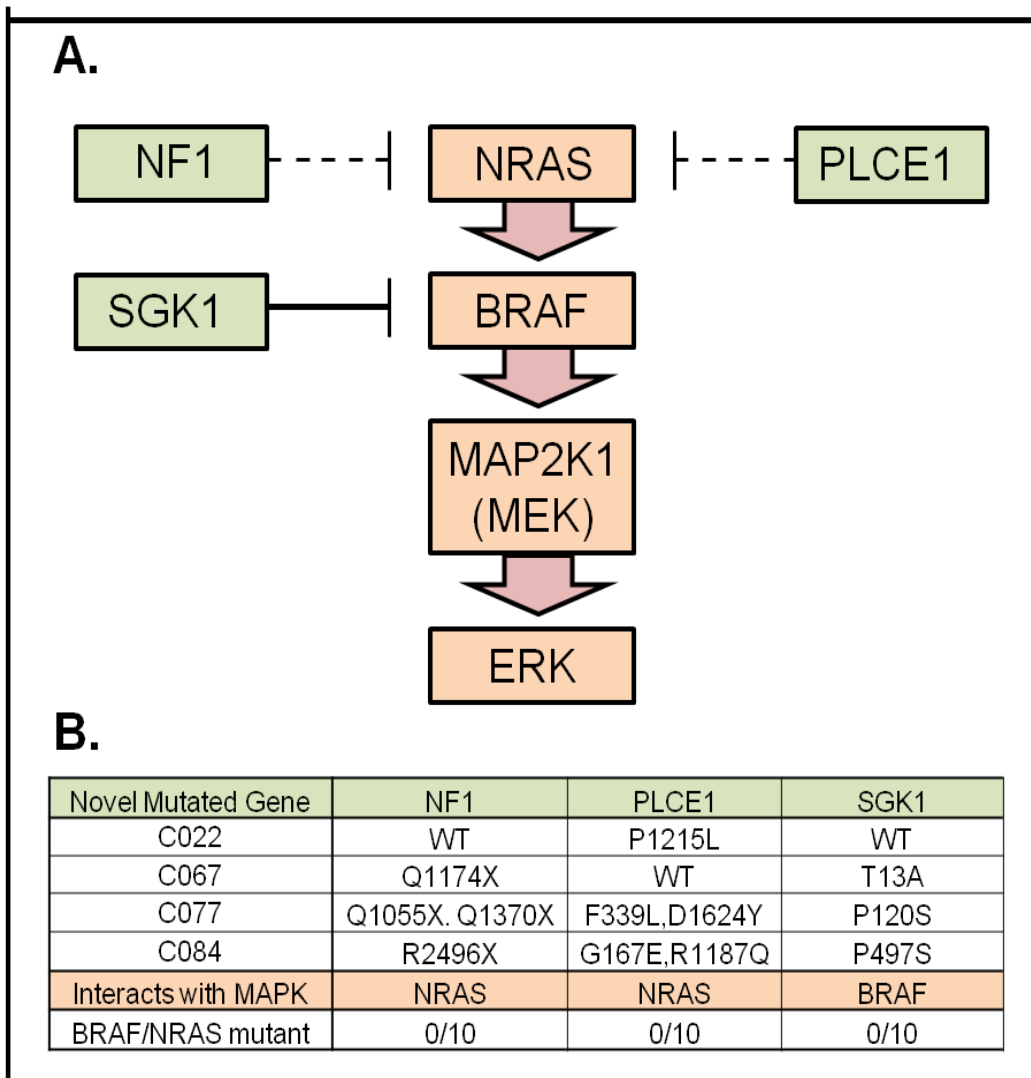 A.
NF1 NRAS PLCE1
SGK1 BRAF
MAP2K1
(MEK)
ERK
B.
Novel Mutated Gene NF1 PLCE1 SGK1
C022 WT P1215L WT
C067 Q1174X WT T13A
C077 Q1055X. Q1370X F339L,D1624Y P120S
C084 R2496X G167E,R1187Q P497S
Interacts with MAPK NRAS NRAS BRAF
BRAF/NRAS mutant 0/10 0/10 0/10